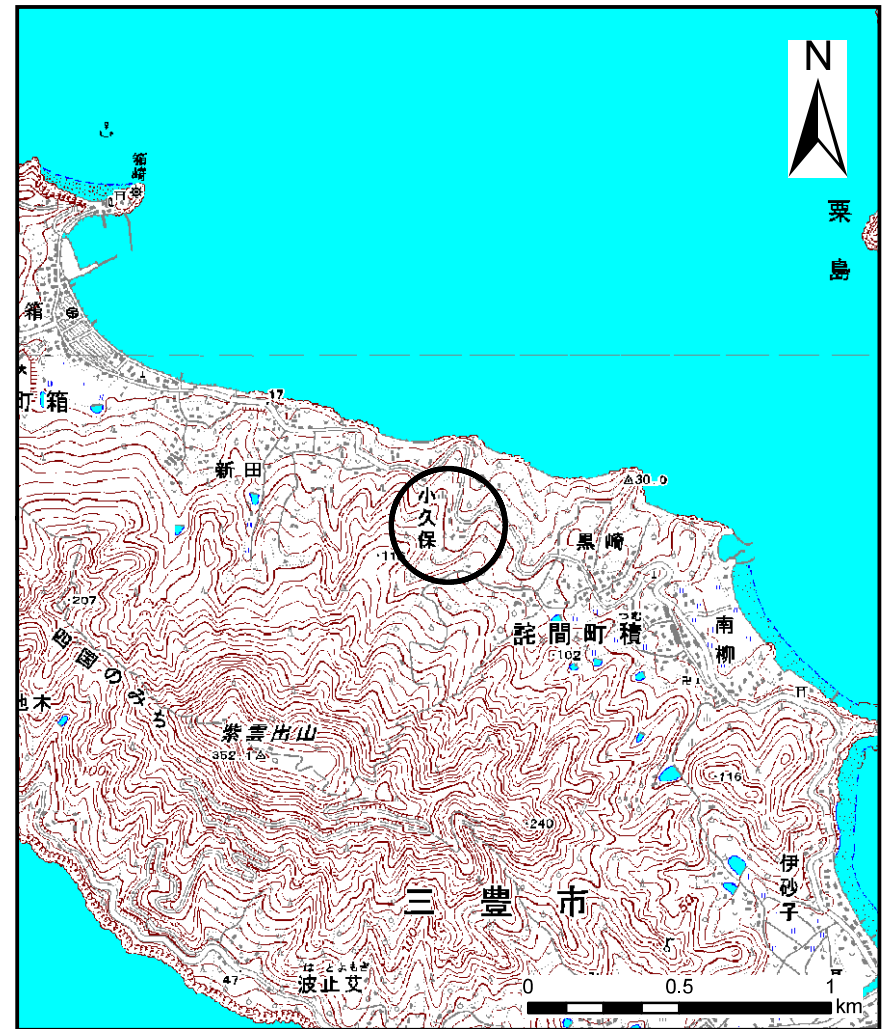 N
箱崎
粟島
箱
町箱
17
新田
小久保
30.0
黒崎
つむ
詫間町積
南柳
102
207
四国のみち
紫雲出山
352.1
116
240
100
伊砂子
三豊市
47
はとよもぎ
波止艾
0 0.5 1
km